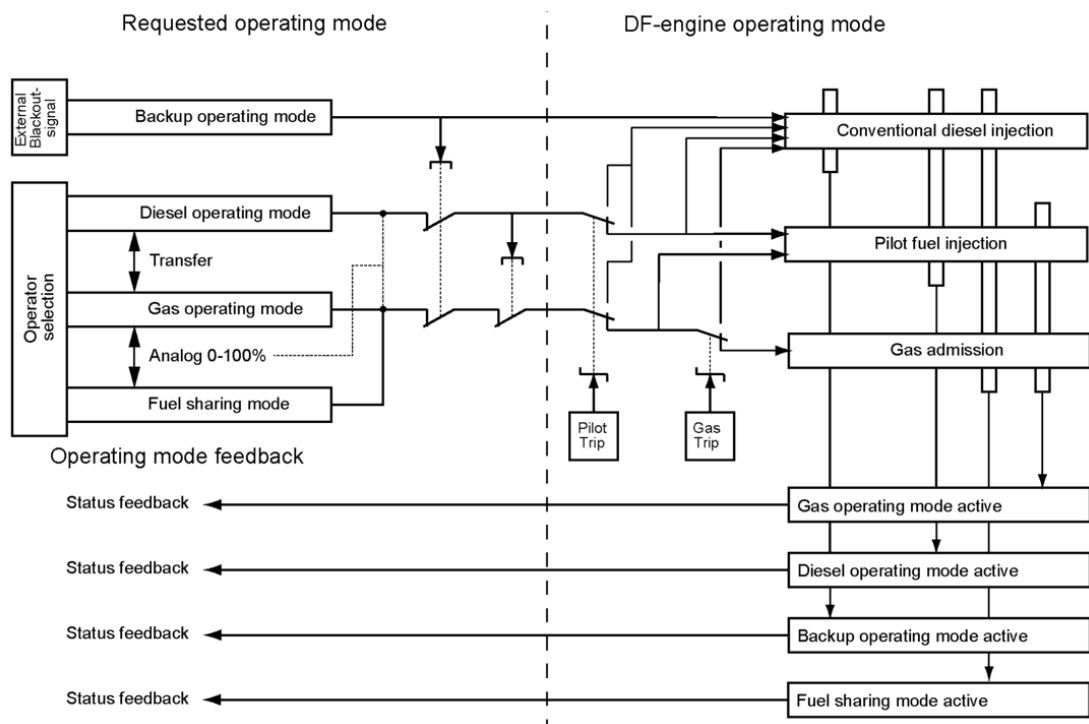 Requested operating mode
DF-engine operating mode
External
Blackout-
signal
Backup operating mode
Conventional diesel injection
Operator
selection
Diesel operating mode
Transfer
Pilot fuel injection
Gas operating mode
Analog 0-100%
Gas admission
Fuel sharing mode
Pilot
Trip
Gas
Trip
Operating mode feedback
Status feedback
Gas operating mode active
Status feedback
Diesel operating mode active
Status feedback
Backup operating mode active
Status feedback
Fuel sharing mode active